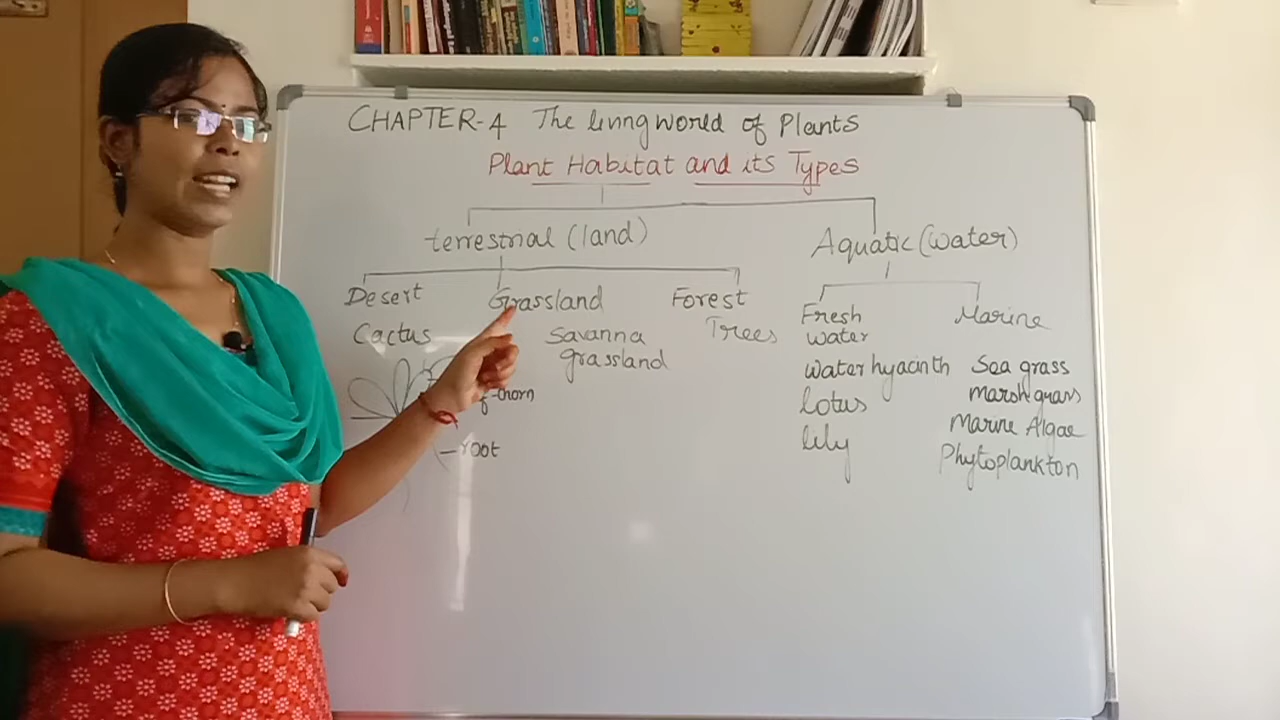 CHAPTER-4 The living world of Plants
Plant Habitat and its Types
terrestrial (land)
Aquatic (water)
Desert
Grassland
Forest
Fresh
water
Marine
Cactus
Savanna
grassland
Trees
water hyacinth
lotus
lily
Sea grass
marsh grass
Marine Algae
Phytoplankton
-thorn
-root